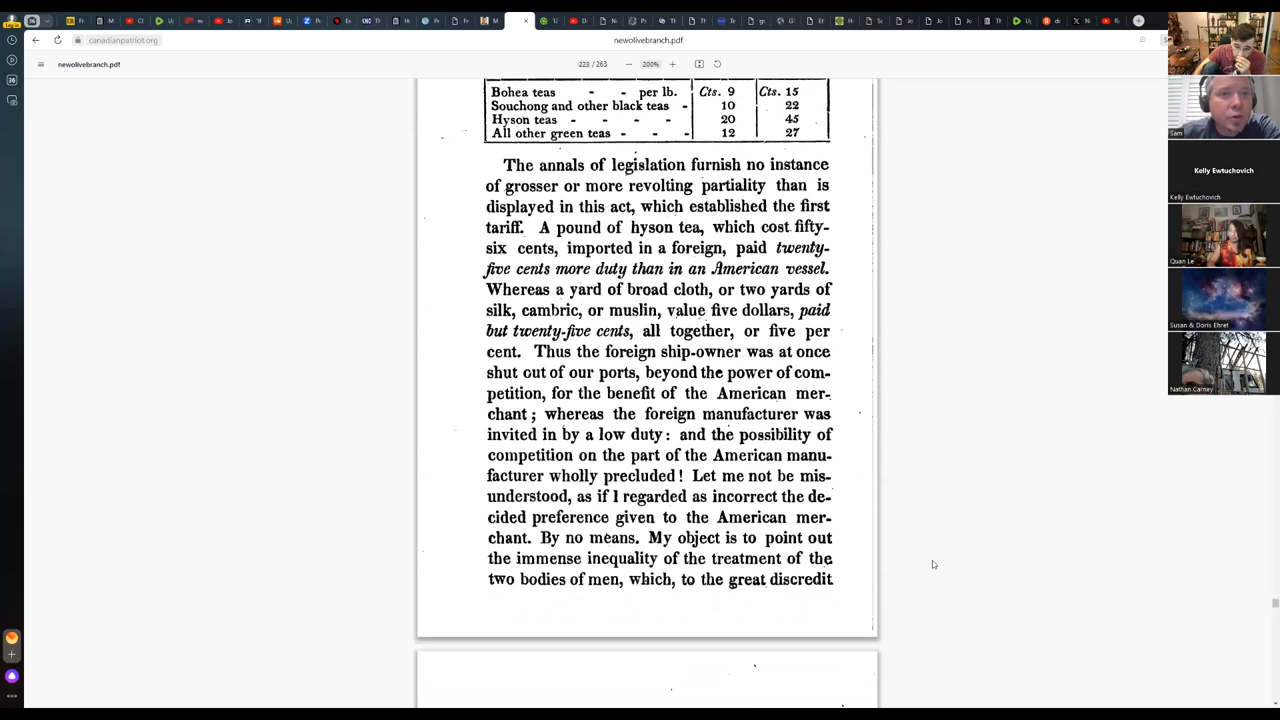 canadianpatriot.org
newolivebranch.pdf
newolivebranch.pdf
223 / 263
200%
Bohea teas - - per lb. Cts. 9 Cts. 15
Souchong and other black teas - 10 22
Hyson teas - - - - 20 45
All other green teas - - - 12 27
The annals of legislation furnish no instance
of grosser or more revolting partiality than is
displayed in this act, which established the first
tariff. A pound of hyson tea, which cost fifty-
six cents, imported in a foreign, paid twenty-
five cents more duty than in an American vessel.
Whereas a yard of broad cloth, or two yards of
silk, cambric, or muslin, value five dollars, paid
but twenty-five cents, all together, or five per
cent. Thus the foreign ship-owner was at once
shut out of our ports, beyond the power of com-
petition, for the benefit of the American mer-
chant; whereas the foreign manufacturer was
invited in by a low duty: and the possibility of
competition on the part of the American manu-
facturer wholly precluded! Let me not be mis-
understood, as if I regarded as incorrect the de-
cided preference given to the American mer-
chant. By no means. My object is to point out
the immense inequality of the treatment of the
two bodies of men, which, to the great discredit
Sam
Kelly Ewtuchovich
Kelly Ewtuchovich
Quan Le
Susan & Doris Ehret
Nathan Carney